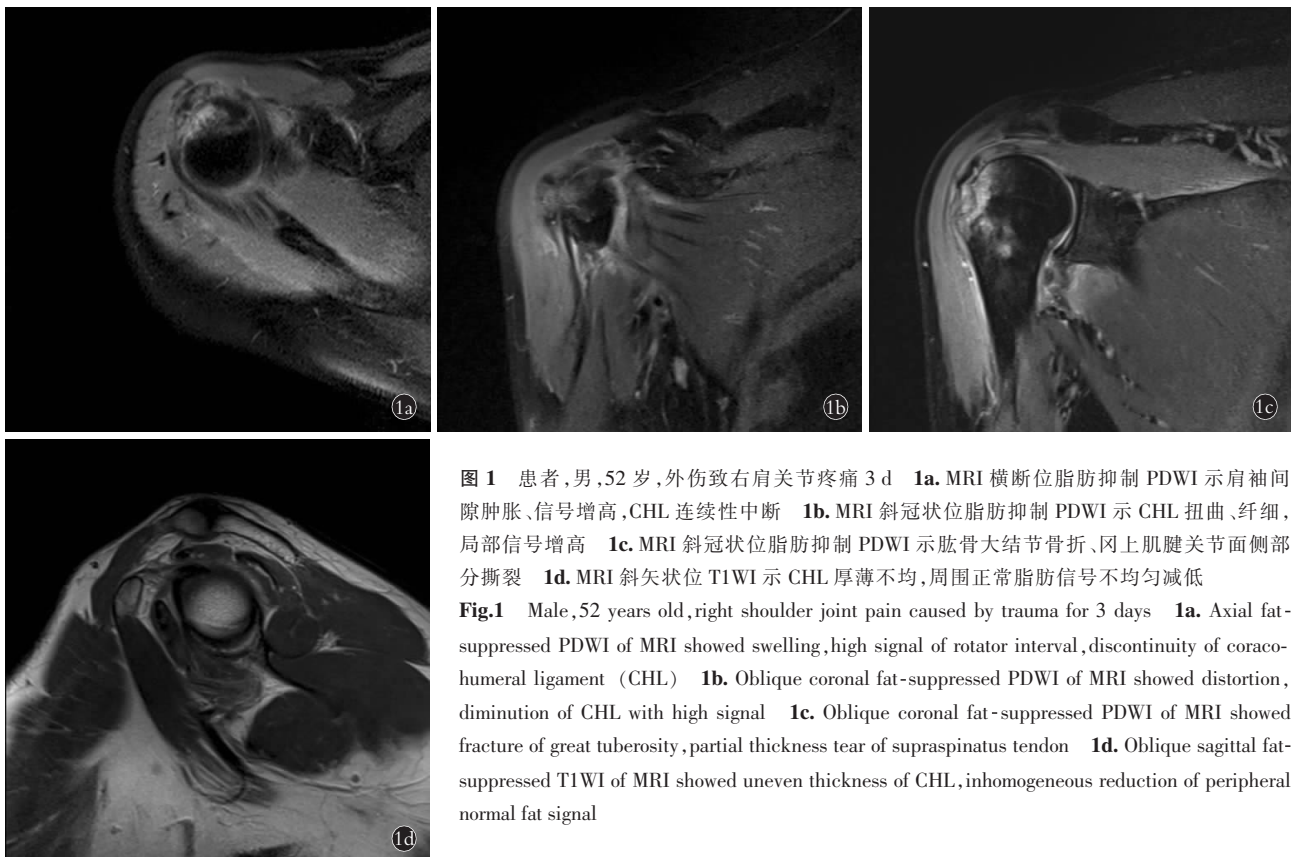 1a
1b
1c
1d
图 1 患者,男,52 岁,外伤致右肩关节疼痛 3 d 1a. MRI 横断位脂肪抑制 PDWI 示肩袖间
隙肿胀、信号增高,CHL 连续性中断 1b. MRI 斜冠状位脂肪抑制 PDWI 示 CHL 扭曲、纤细,
局部信号增高 1c. MRI 斜冠状位脂肪抑制 PDWI 示肱骨大结节骨折、冈上肌腱关节面侧部
分撕裂 1d. MRI 斜矢状位 T1WI 示 CHL 厚薄不均,周围正常脂肪信号不均匀减低
Fig.1 Male,52 years old,right shoulder joint pain caused by trauma for 3 days 1a. Axial fat-
suppressed PDWI of MRI showed swelling,high signal of rotator interval,discontinuity of coraco-
humeral ligament (CHL) 1b. Oblique coronal fat-suppressed PDWI of MRI showed distortion,
diminution of CHL with high signal 1c. Oblique coronal fat-suppressed PDWI of MRI showed
fracture of great tuberosity,partial thickness tear of supraspinatus tendon 1d. Oblique sagittal fat-
suppressed T1WI of MRI showed uneven thickness of CHL,inhomogeneous reduction of peripheral
normal fat signal